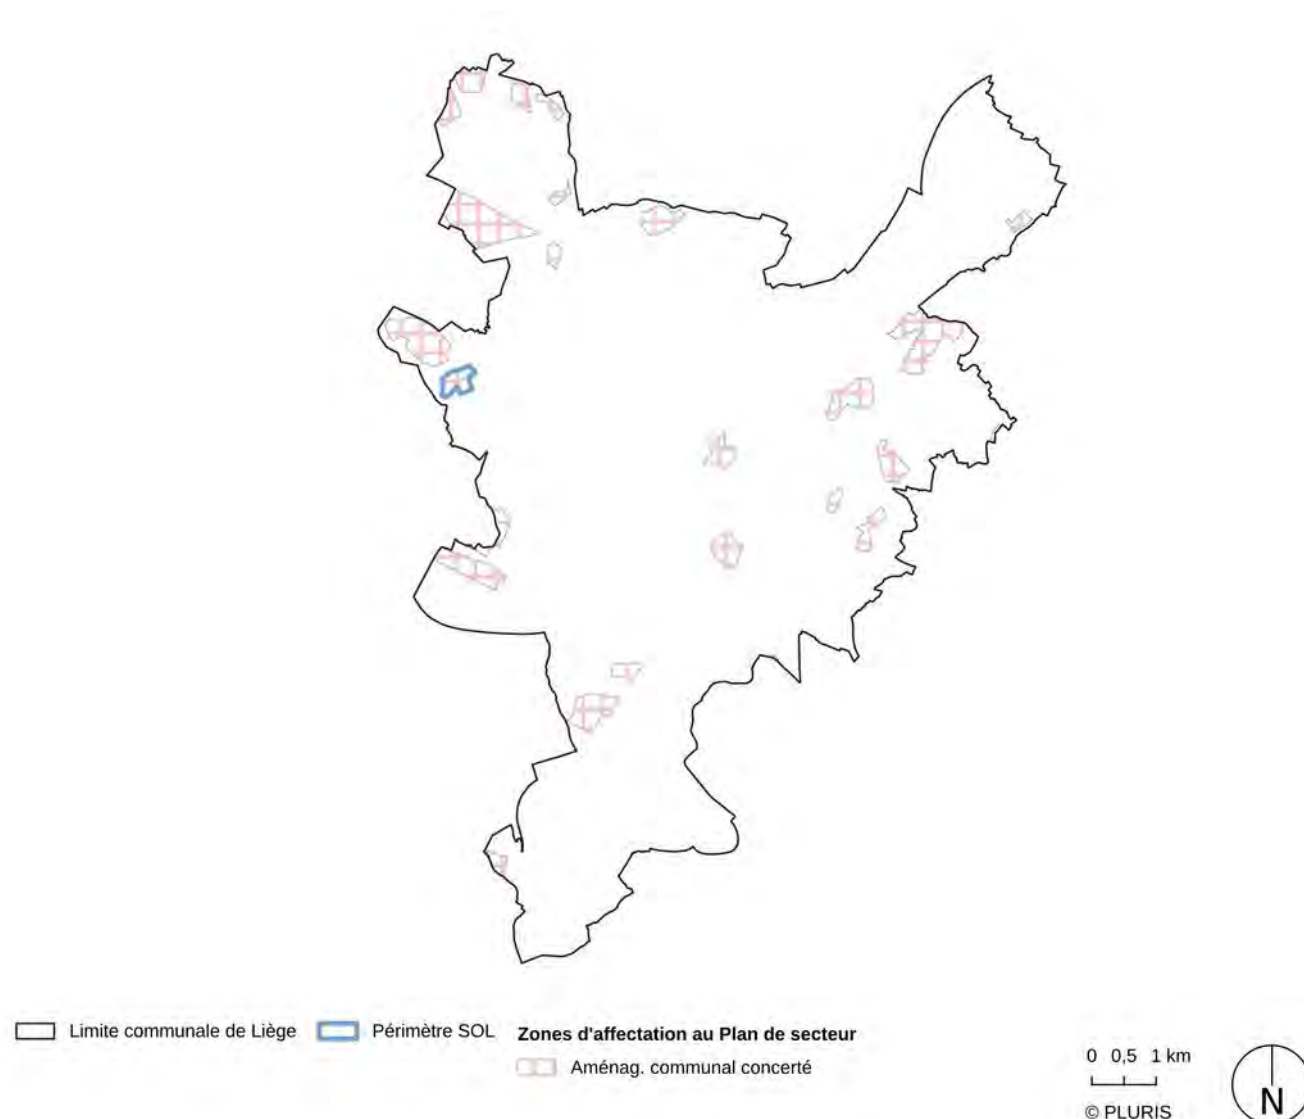 Limite communale de Liège
Périmètre SOL
Zones d'affectation au Plan de secteur
Aménag. communal concerté
0 0,5 1 km
© PLURIS
N